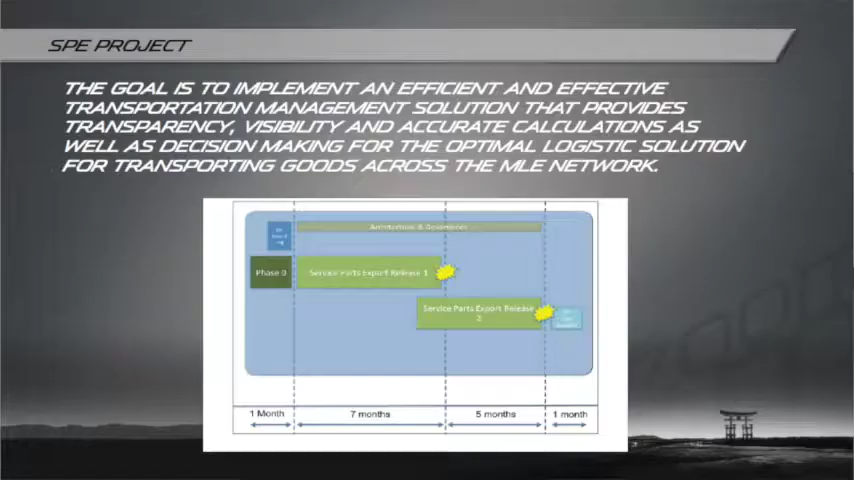 SPE PROJECT
THE GOAL IS TO IMPLEMENT AN EFFICIENT AND EFFECTIVE
TRANSPORTATION MANAGEMENT SOLUTION THAT PROVIDES
TRANSPARENCY, VISIBILITY AND ACCURATE CALCULATIONS AS
WELL AS DECISION MAKING FOR THE OPTIMAL LOGISTIC SOLUTION
FOR TRANSPORTING GOODS ACROSS THE MLE NETWORK.
Architecture & Governance
Phase 0
Service Parts Export Release 1
Service Parts Export Release
2
1 Month
7 months
5 months
1 month